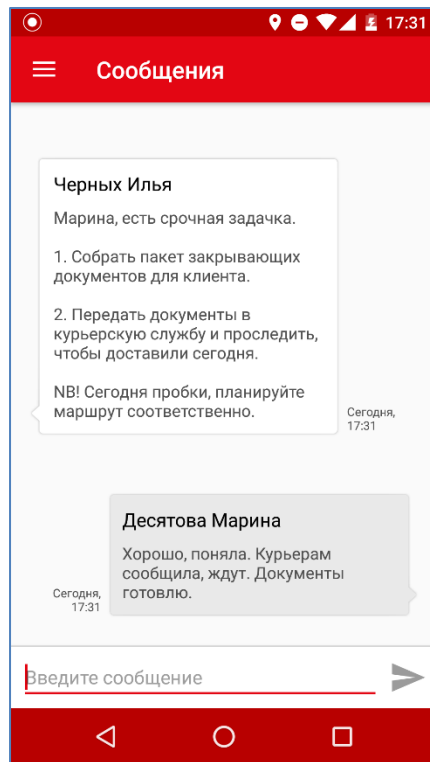 17:31
Сообщения
Черных Илья
Марина, есть срочная задачка.
1. Собрать пакет закрывающих
документов для клиента.
2. Передать документы в
курьерскую службу и проследить,
чтобы доставили сегодня.
NB! Сегодня пробки, планируйте
маршрут соответственно.
Сегодня,
17:31
Десятова Марина
Хорошо, поняла. Курьерам
сообщила, ждут. Документы
готовлю.
Сегодня,
17:31
Введите сообщение